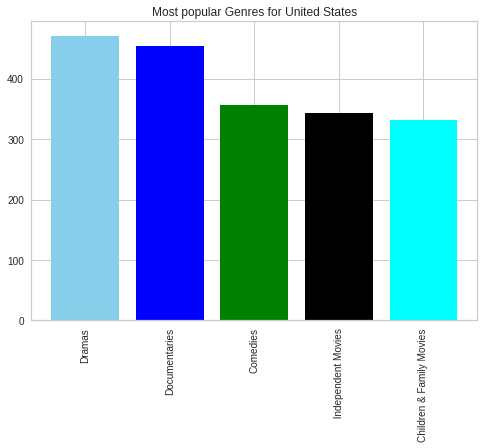 Most popular Genres for United States
400
300
200
100
0
Dramas
Documentaries
Comedies
Independent Movies
Children & Family Movies